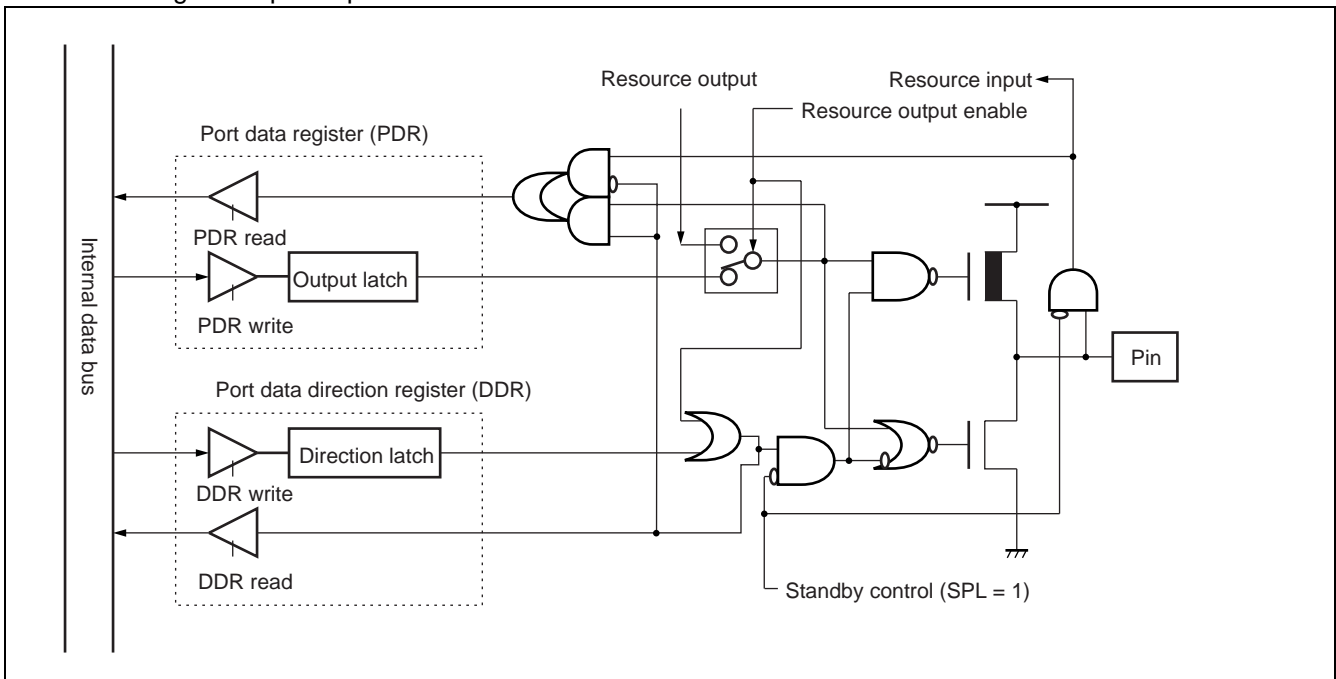 Resource output
Resource input
Resource output enable
Port data register (PDR)
PDR read
Output latch
PDR write
Internal data bus
Pin
Port data direction register (DDR)
Direction latch
DDR write
DDR read
Standby control (SPL = 1)